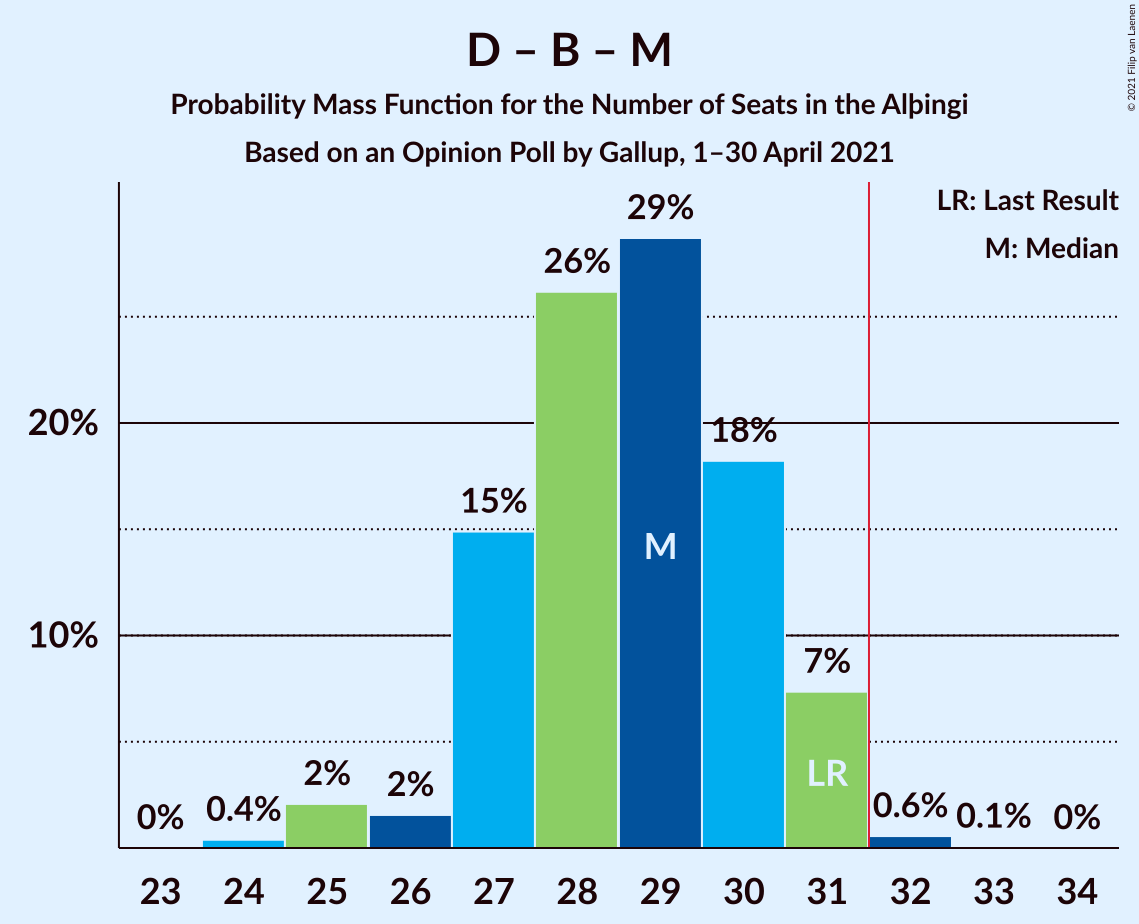 D – B – M
Probability Mass Function for the Number of Seats in the Alþingi
Based on an Opinion Poll by Gallup, 1–30 April 2021
© 2021 Filip van Laenen
LR: Last Result
M: Median
20%
10%
0%
0.4%
2%
2%
15%
26%
29%
18%
7%
0.6%
0.1%
0%
M
LR
23 24 25 26 27 28 29 30 31 32 33 34